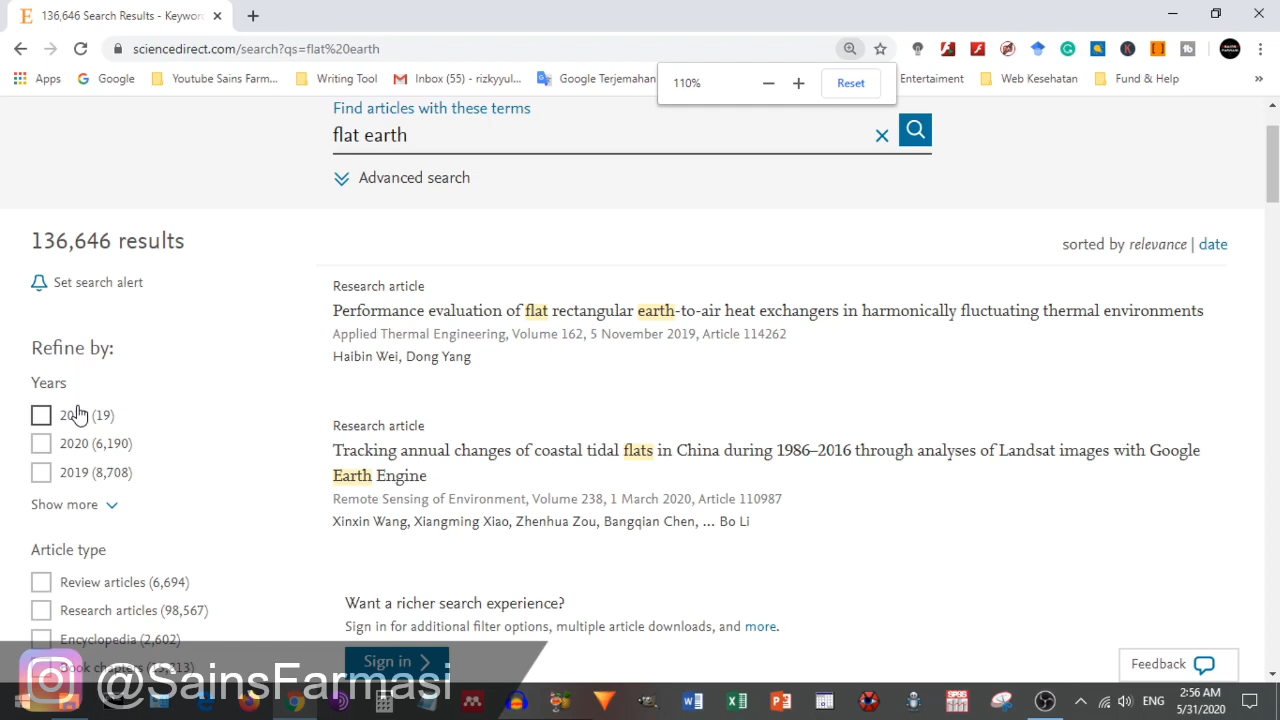 136,646 Search Results - Keywor
sciencedirect.com/search?qs=flat%20earth
Apps
Google
Youtube Sains Farm...
Writing Tool
Inbox (55) - rizkyyul...
Google Terjemahan
Entertaiment
Web Kesehatan
Fund & Help
»
110%
Reset
Find articles with these terms
flat earth
Advanced search
136,646 results
sorted by relevance | date
Set search alert
Research article
Performance evaluation of flat rectangular earth-to-air heat exchangers in harmonically fluctuating thermal environments
Applied Thermal Engineering, Volume 162, 5 November 2019, Article 114262
Haibin Wei, Dong Yang
Refine by:
Years
(19)
2020 (6,190)
2019 (8,708)
Show more
Research article
Tracking annual changes of coastal tidal flats in China during 1986–2016 through analyses of Landsat images with Google
Earth Engine
Remote Sensing of Environment, Volume 238, 1 March 2020, Article 110987
Xinxin Wang, Xiangming Xiao, Zhenhua Zou, Bangqian Chen, ... Bo Li
Article type
Review articles (6,694)
Research articles (98,567)
Encyclopedia (2,602)
Book chapters
Want a richer search experience?
Sign in for additional filter options, multiple article downloads, and more.
Sign in
Feedback
@SainsFarmasi
ENG
2:56 AM
5/31/2020